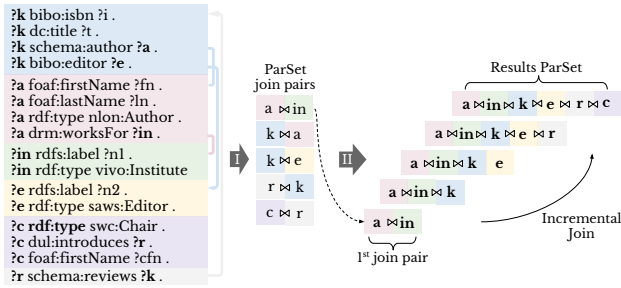 ?k bibo:isbn ?i .
?k dc:title ?t .
?k schema:author ?a .
?k bibo:editor ?e .
?a foaf:firstName ?fn .
?a foaf:lastName ?ln .
?a rdf:type nlon:Author .
?a drm:worksFor ?in .
?in rdfs:label ?n1 .
?in rdf:type vivo:Institute
?e rdfs:label ?n2 .
?e rdf:type saws:Editor .
?c rdf:type swc:Chair .
?c dul:introduces ?r .
?c foaf:firstName ?cfn .
?r schema:reviews ?k .
I
ParSet
join pairs
a ⋈ in
k ⋈ a
k ⋈ e
r ⋈ k
c ⋈ r
II
Results ParSet
a ⋈ in ⋈ k ⋈ e ⋈ r ⋈ c
a ⋈ in ⋈ k ⋈ e ⋈ r
a ⋈ in ⋈ k e
a ⋈ in ⋈ k
a ⋈ in
1st join pair
Incremental
Join